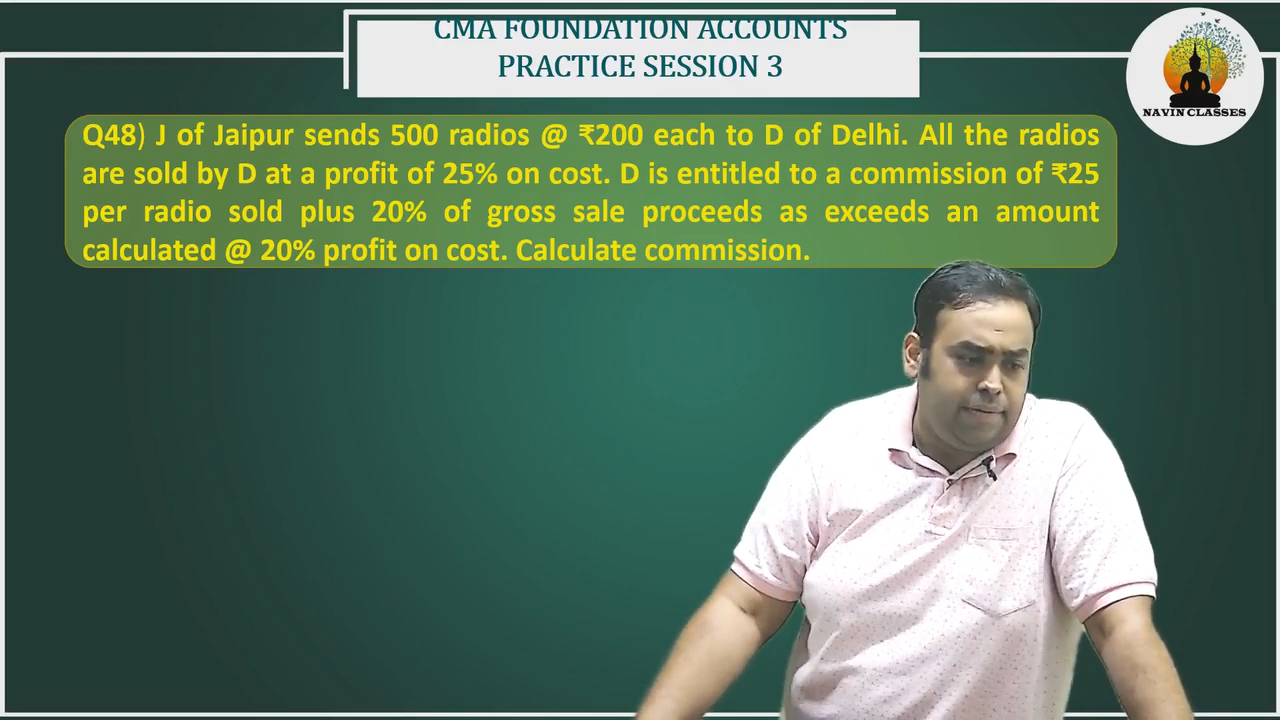 CMA FOUNDATION ACCOUNTS
PRACTICE SESSION 3
NAVIN CLASSES
Q48) J of Jaipur sends 500 radios @ ₹200 each to D of Delhi. All the radios
are sold by D at a profit of 25% on cost. D is entitled to a commission of ₹25
per radio sold plus 20% of gross sale proceeds as exceeds an amount
calculated @ 20% profit on cost. Calculate commission.